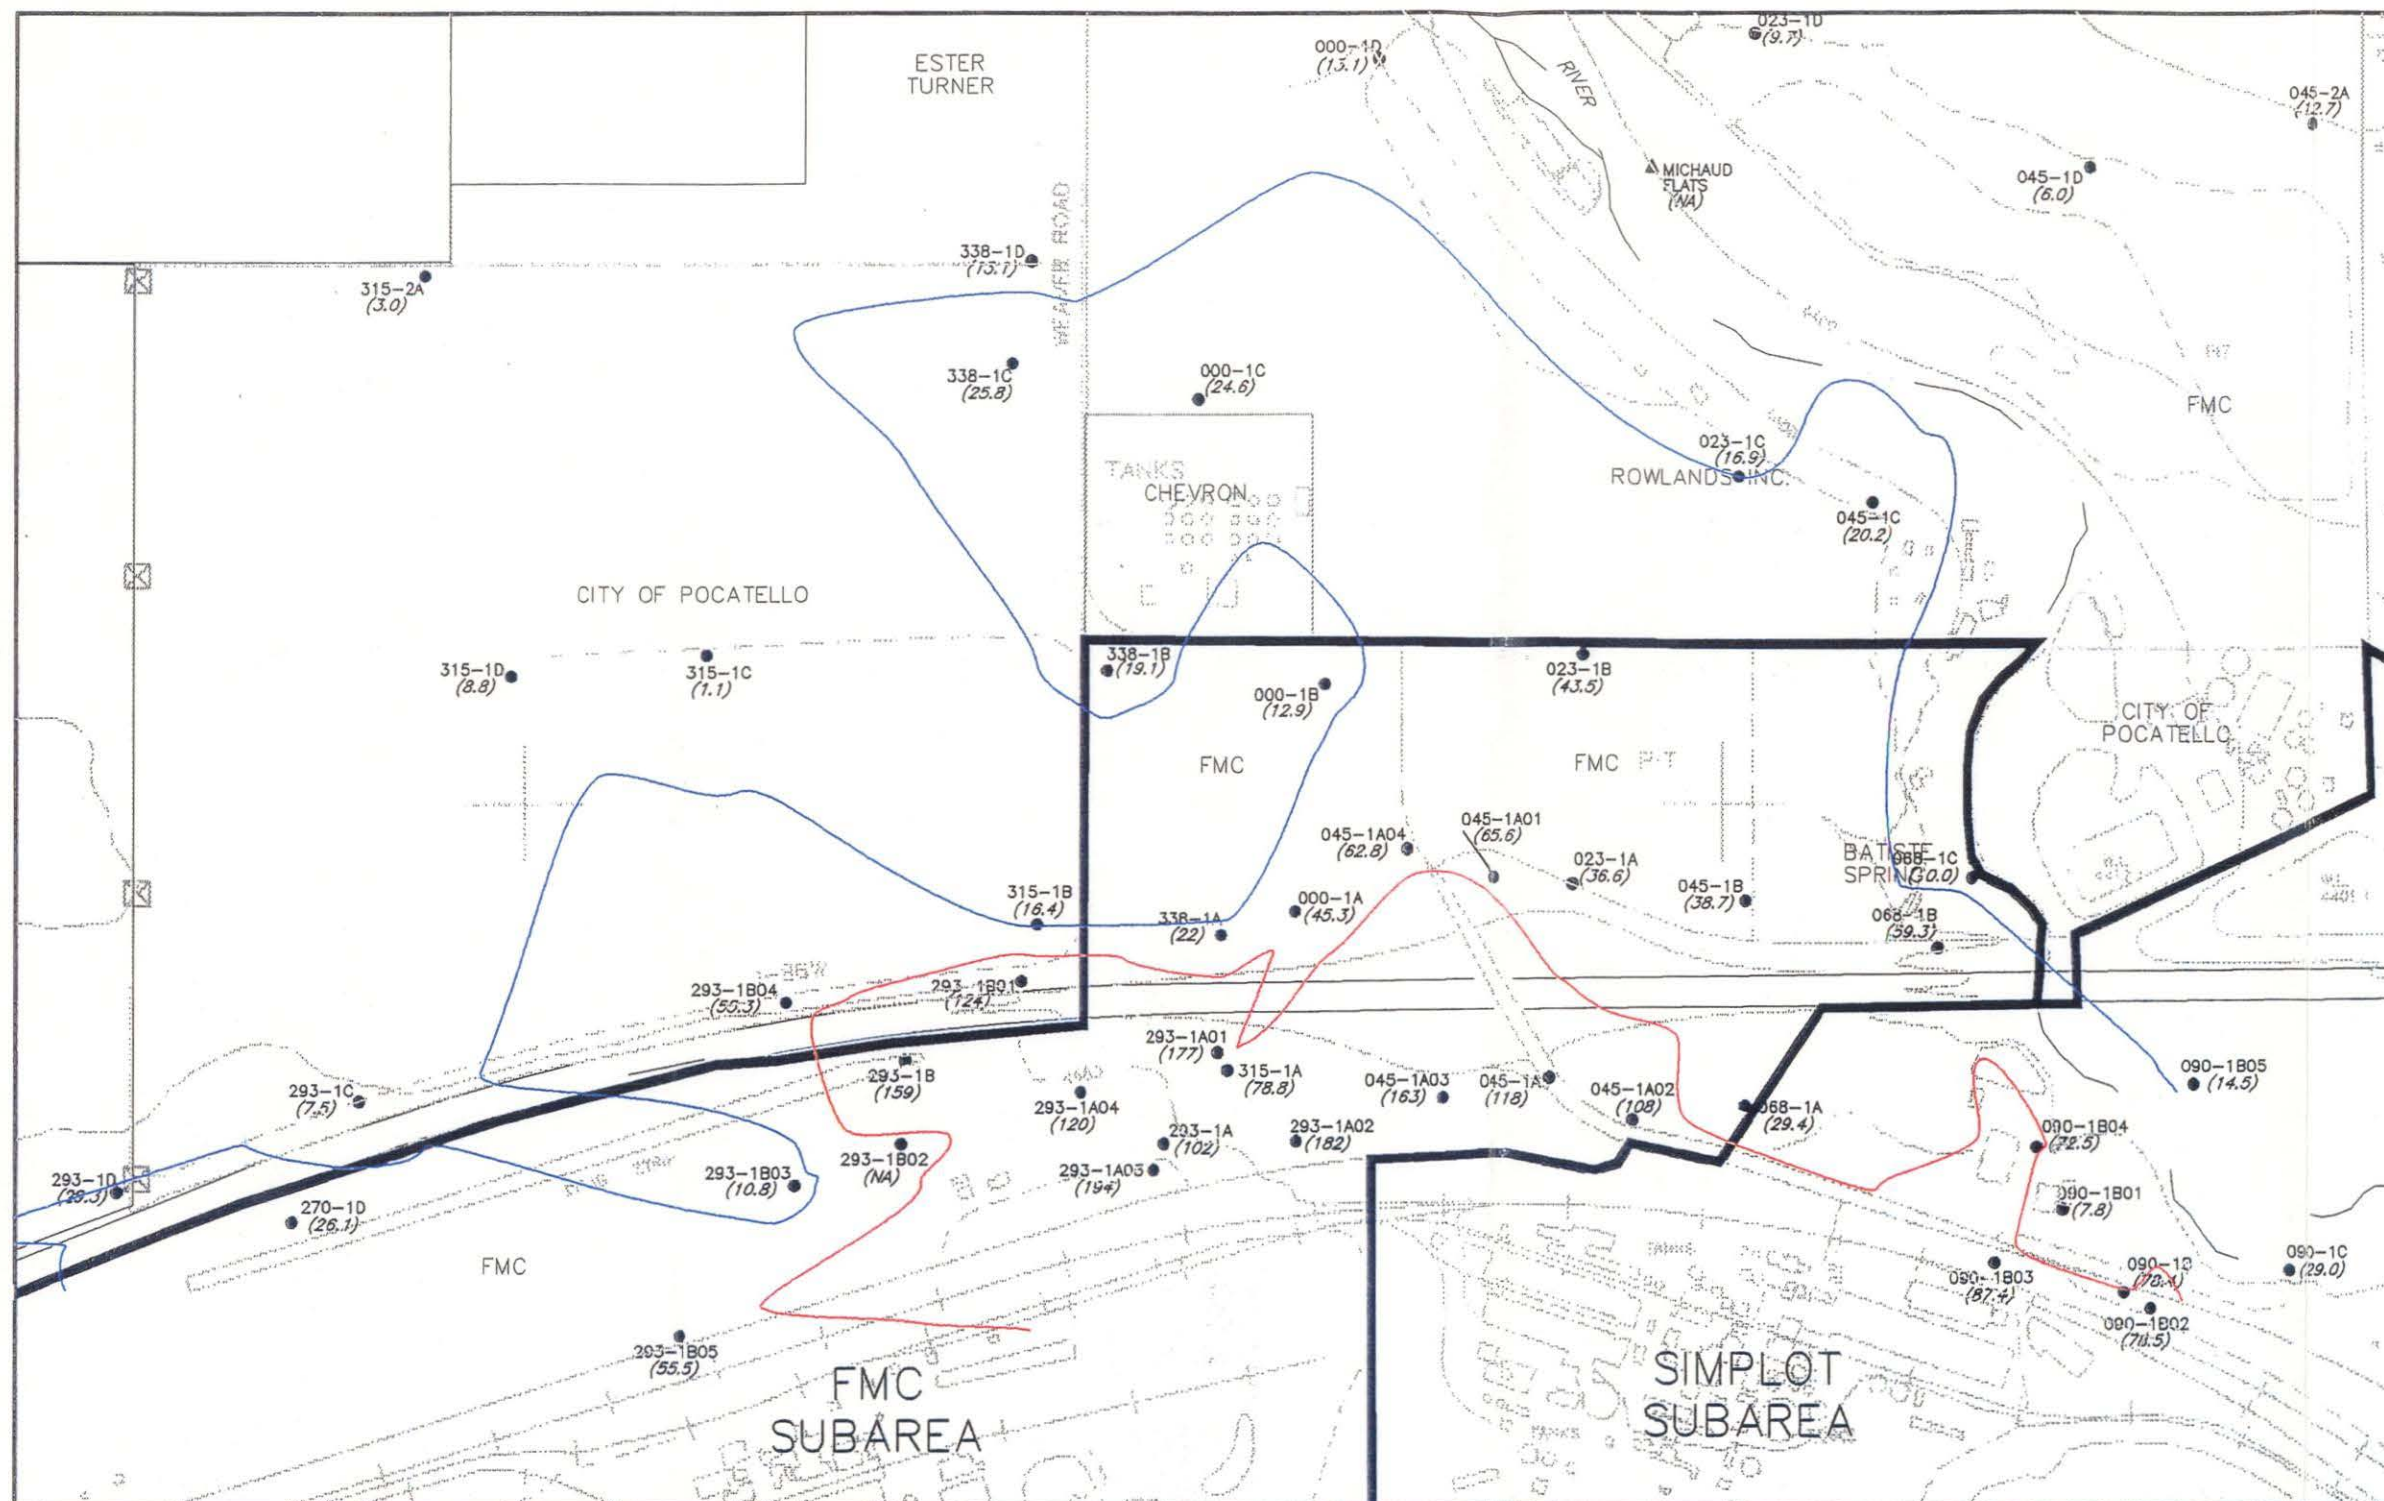 023-1D
(9.7)
ESTER
TURNER
000-1D
(13.1)
RIVER
045-2A
(12.7)
MICHAUD
FLATS
(NA)
045-1D
(6.0)
WEAVER ROAD
338-1D
(13.1)
315-2A
(3.0)
338-1C
(25.8)
000-1C
(24.6)
FMC
023-1C
(16.9)
TANKS
CHEVRON
ROWLANDS INC.
045-1C
(20.2)
CITY OF POCATELLO
315-1D
(8.8)
315-1C
(1.1)
338-1B
(19.1)
000-1B
(12.9)
023-1B
(43.5)
CITY OF
POCATELLO
FMC
FMC
045-1A04
(62.8)
045-1A01
(65.6)
023-1A
(36.6)
BATISTE
SPRING
068-1C
045-1B
(38.7)
315-1B
(16.4)
338-1A
(22)
000-1A
(45.3)
068-1B
(59.3)
293-1B04
(55.3)
293-1B01
(124)
293-1A01
(177)
315-1A
(78.8)
293-1B
(159)
293-1C
(7.5)
293-1A04
(120)
045-1A03
(163)
045-1A
(118)
045-1A02
(108)
068-1A
(29.4)
090-1B05
(14.5)
090-1B04
(72.5)
293-1A
(102)
293-1A02
(182)
293-1B02
(NA)
293-1A03
(194)
293-1D
293-1B03
(10.8)
090-1B01
(7.8)
270-1D
(26.1)
FMC
090-1B03
(87.4)
090-1C
(29.0)
090-1B02
293-1B05
(55.5)
FMC
SUBAREA
SIMPLOT
SUBAREA